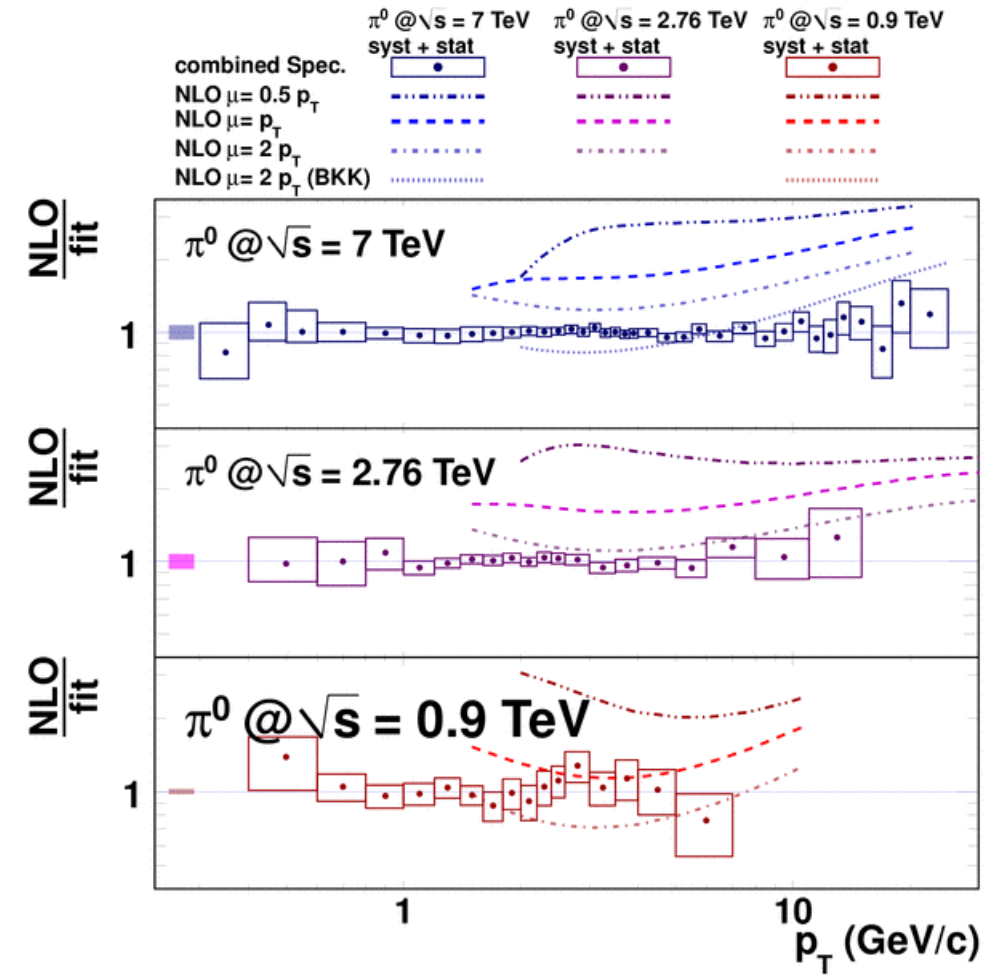 π⁰ @√s = 7 TeV π⁰ @√s = 2.76 TeV π⁰ @√s = 0.9 TeV
syst + stat syst + stat syst + stat
combined Spec.
NLO μ= 0.5 p_T
NLO μ= p_T
NLO μ= 2 p_T
NLO μ= 2 p_T (BKK)
NLO
fit
π⁰ @√s = 7 TeV
1
NLO
fit
π⁰ @√s = 2.76 TeV
1
NLO
fit
π⁰ @√s = 0.9 TeV
1
1 10
p_T (GeV/c)